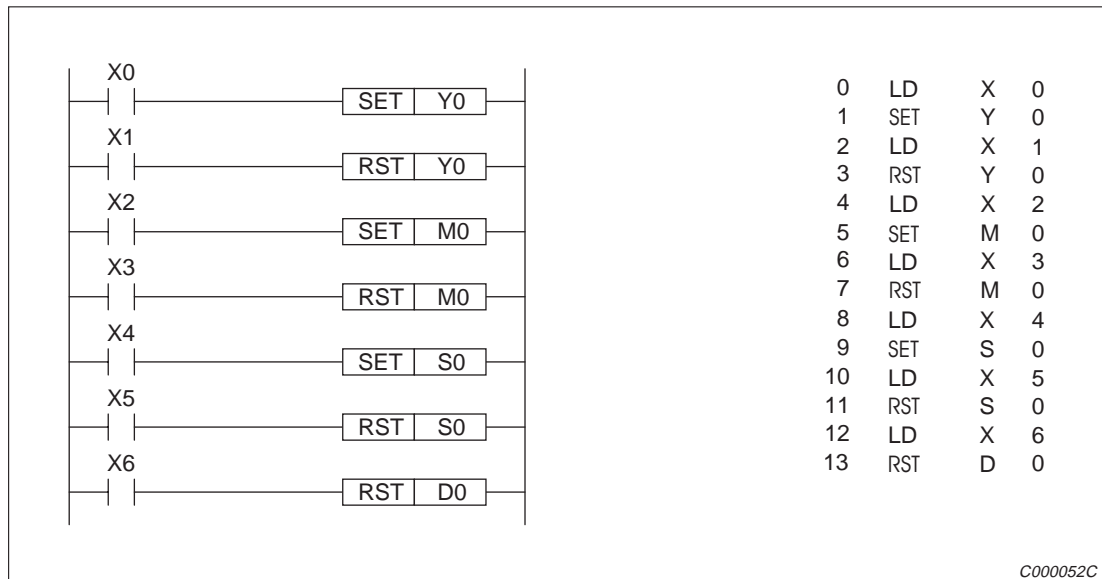 X0
SET Y0
X1
RST Y0
X2
SET M0
X3
RST M0
X4
SET S0
X5
RST S0
X6
RST D0
0 LD X 0
1 SET Y 0
2 LD X 1
3 RST Y 0
4 LD X 2
5 SET M 0
6 LD X 3
7 RST M 0
8 LD X 4
9 SET S 0
10 LD X 5
11 RST S 0
12 LD X 6
13 RST D 0
C000052C